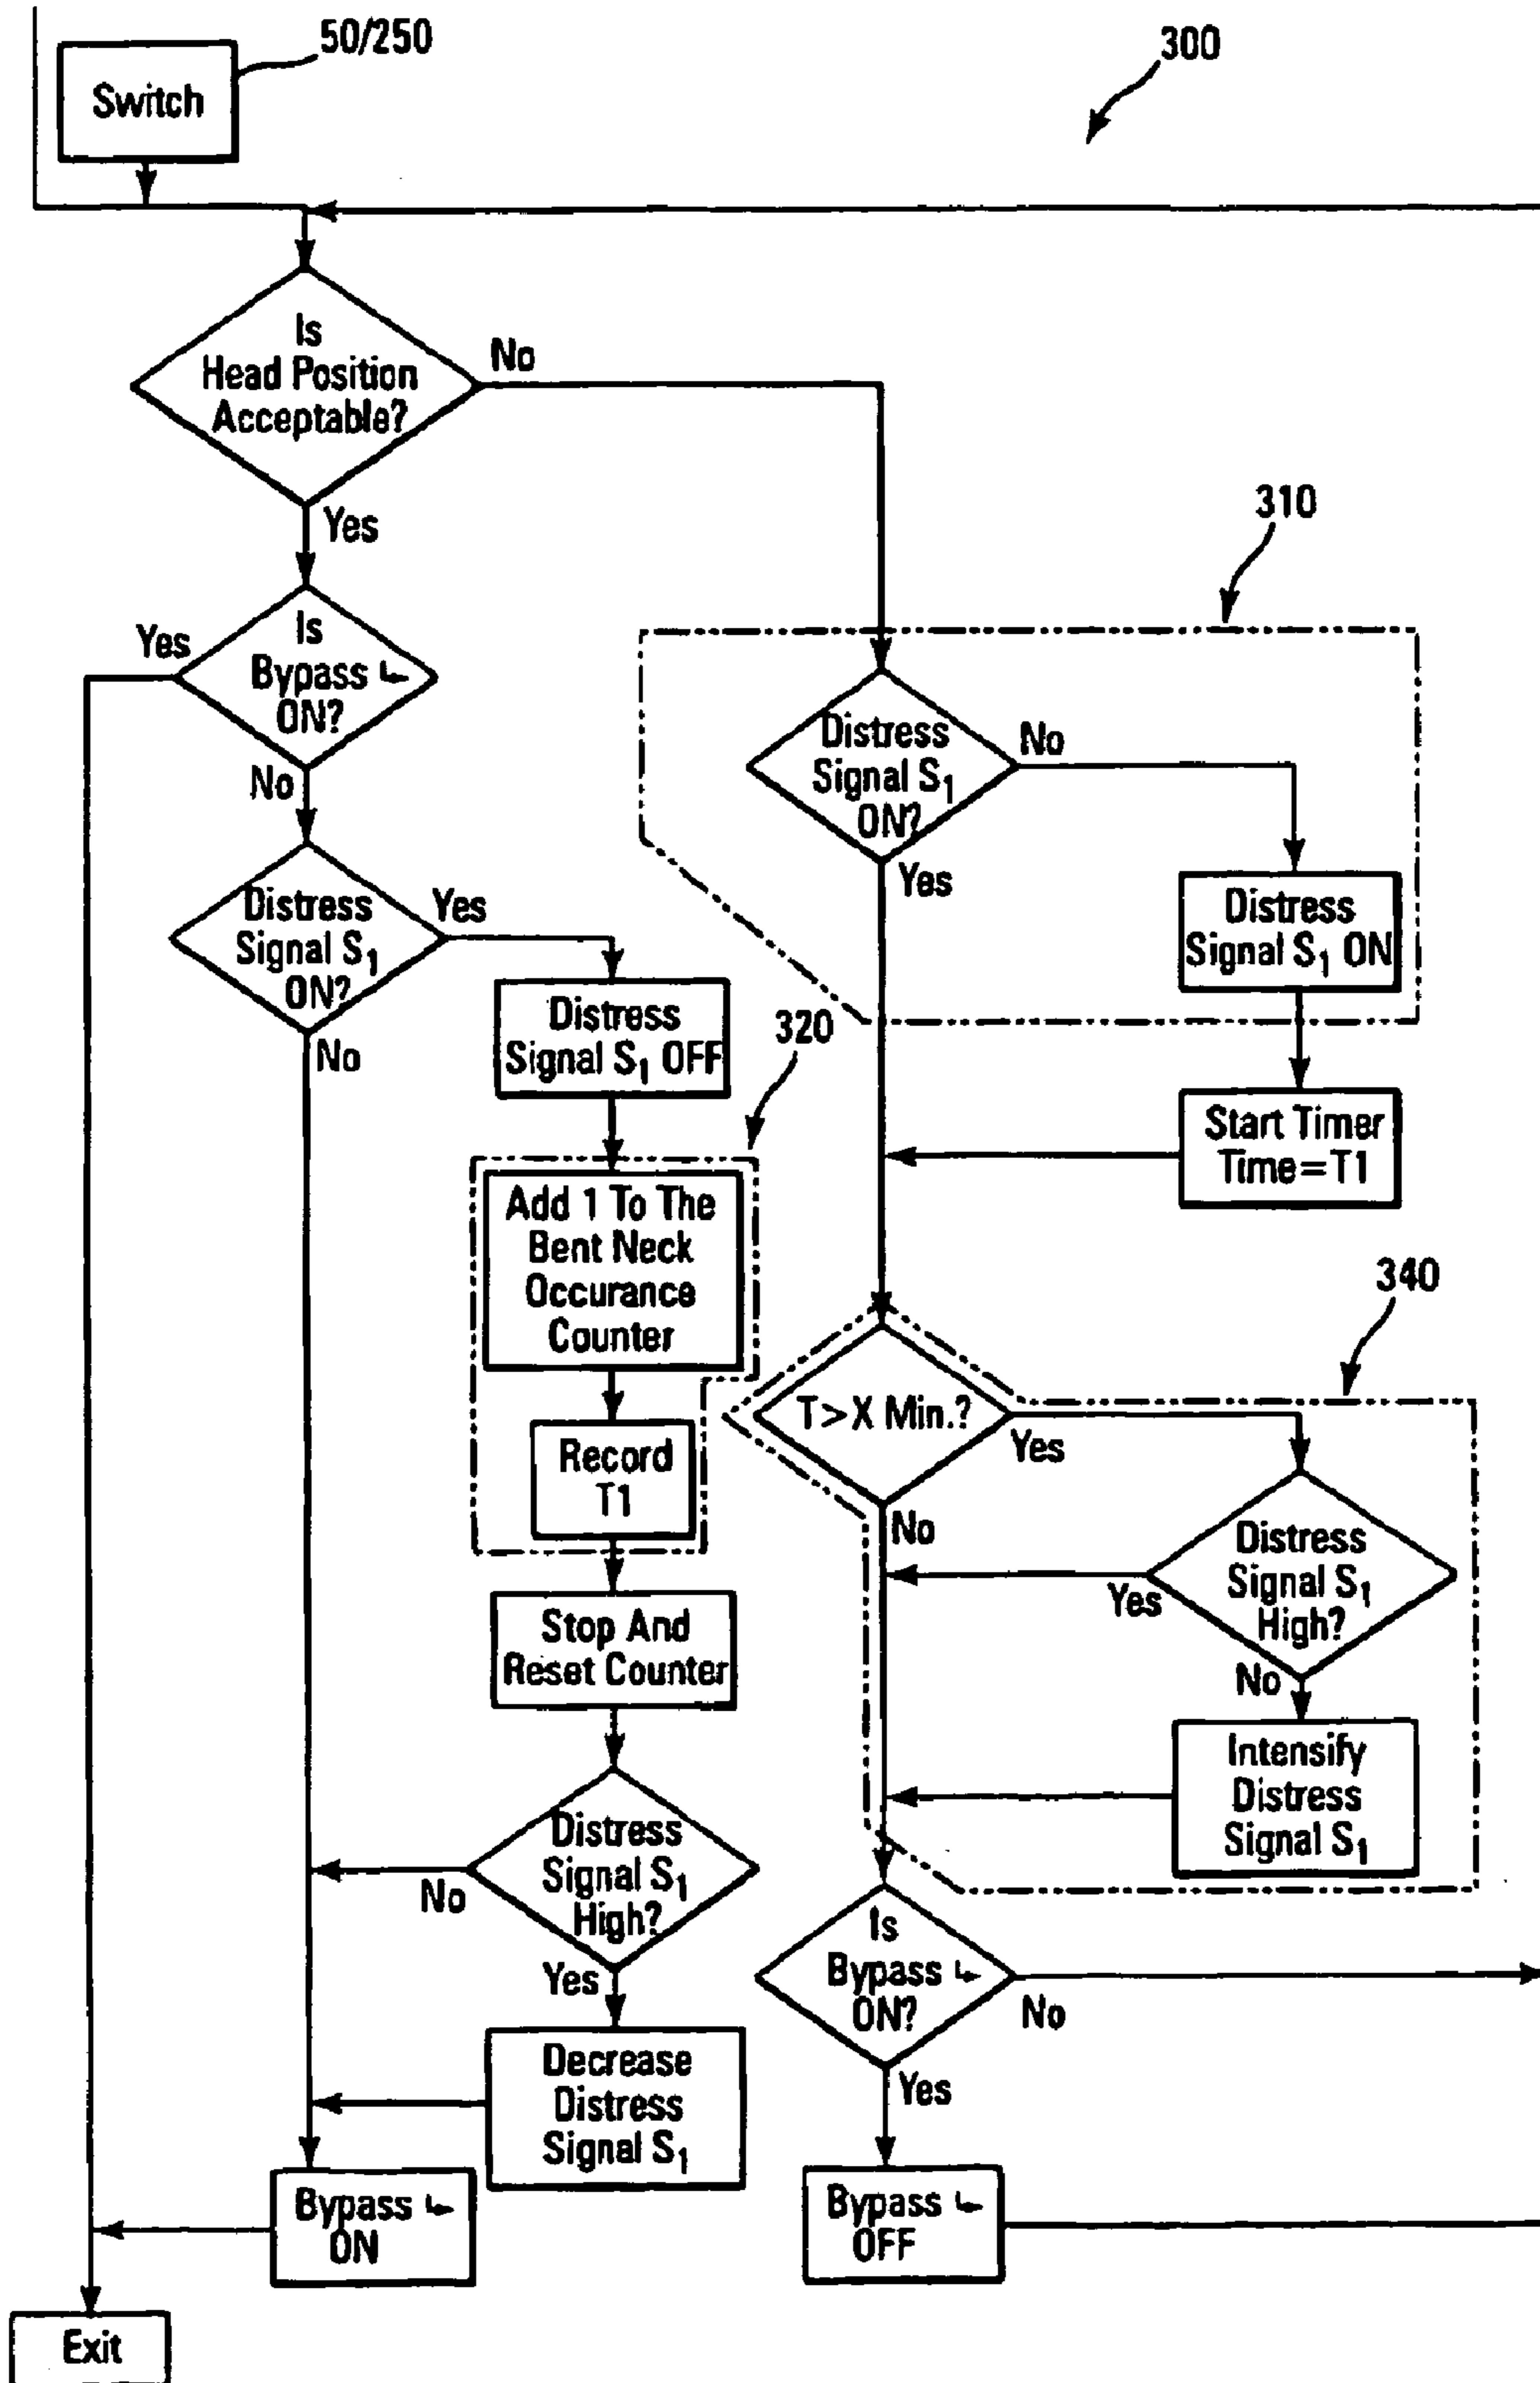 50/250
Switch
300
Is
Head Position
Acceptable?
No
Yes
310
Is
Bypass ↳
ON?
Yes
No
Distress
Signal S₁
ON?
No
Yes
Distress
Signal S₁ ON
Start Timer
Time=T1
Distress
Signal S₁
ON?
Yes
No
Distress
Signal S₁ OFF
320
Add 1 To The
Bent Neck
Occurance
Counter
Record
T1
Stop And
Reset Counter
Distress
Signal S₁
High?
No
Yes
Decrease
Distress
Signal S₁
Bypass ↳
ON
Exit
340
T>X Min.?
Yes
No
Distress
Signal S₁
High?
Yes
No
Intensify
Distress
Signal S₁
Is
Bypass ↳
ON?
No
Yes
Bypass ↳
OFF